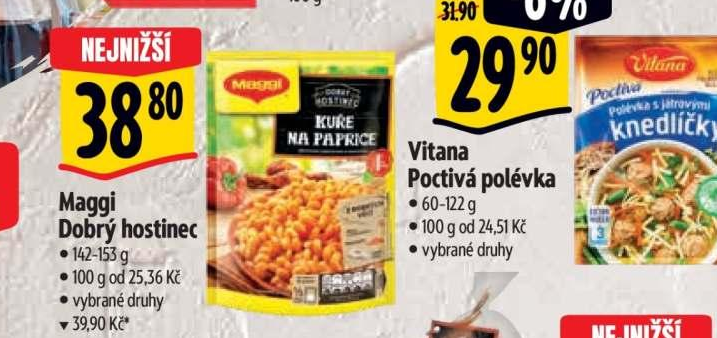 NEJNIŽŠÍ
38 80
Maggi
Dobrý hostinec
• 142-153 g
• 100 g od 25,36 Kč
• vybrané druhy
▾ 39,90 Kč*
Maggi
DOBRÝ
HOSTINEC
KUŘE
NA PAPRICE
31.90
29 90
Vitana
Poctivá polévka
• 60-122 g
• 100 g od 24,51 Kč
• vybrané druhy
Vitana
Poctivá
Polévka s játrovými
knedlíčky
3
NEJNIŽŠÍ